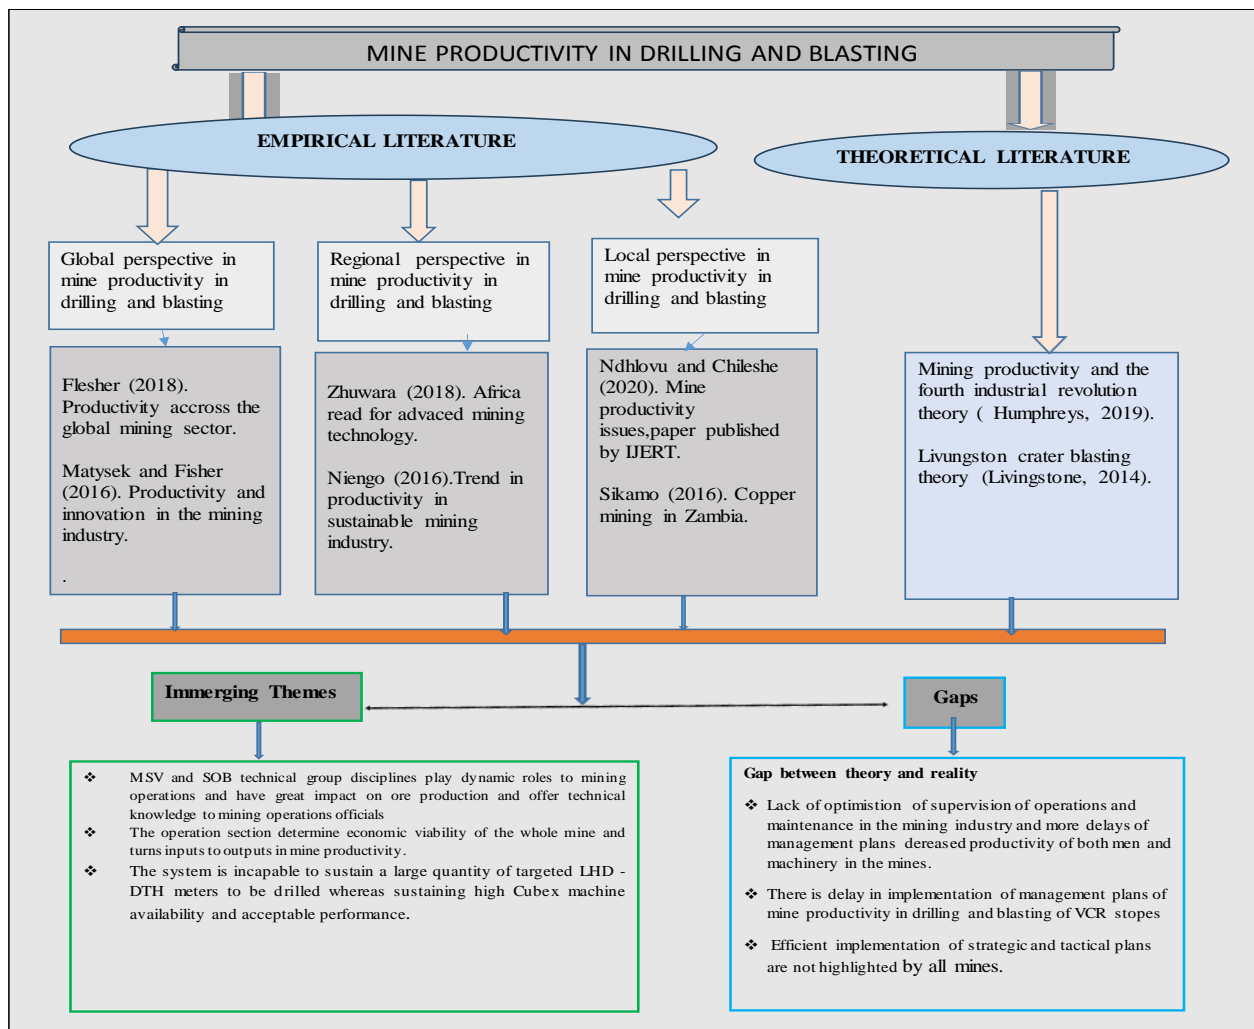 MINE PRODUCTIVITY IN DRILLING AND BLASTING
EMPIRICAL LITERATURE
THEORETICAL LITERATURE
Global perspective in
mine productivity in
drilling and blasting
Regional perspective in
mine productivity in
drilling and blasting
Local perspective in
mine productivity in
drilling and blasting
Flesher (2018).
Productivity accross the
global mining sector.
Matysek and Fisher
(2016). Productivity and
innovation in the mining
industry.
.
Zhuwara (2018). Africa
read for advaced mining
technology.
Niengo (2016).Trend in
productivity in
sustainable mining
industry.
Ndhlovu and Chileshe
(2020). Mine
productivity
issues,paper published
by IJERT.
Sikamo (2016). Copper
mining in Zambia.
Mining productivity and the
fourth industrial revolution
theory ( Humphreys, 2019).
Livungston crater blasting
theory (Livingstone, 2014).
Immerging Themes
Gaps
❖ MSV and SOB technical group disciplines play dynamic roles to mining
operations and have great impact on ore production and offer technical
knowledge to mining operations officials
❖ The operation section determine economic viability of the whole mine and
turns inputs to outputs in mine productivity.
❖ The system is incapable to sustain a large quantity of targeted LHD -
DTH meters to be drilled whereas sustaining high Cubex machine
availability and acceptable performance.
Gap between theory and reality
❖ Lack of optimistion of supervision of operations and
maintenance in the mining industry and more delays of
management plans dereased productivity of both men and
machinery in the mines.
❖ There is delay in implementation of management plans of
mine productivity in drilling and blasting of VCR stopes
❖ Efficient implementation of strategic and tactical plans
are not highlighted by all mines.